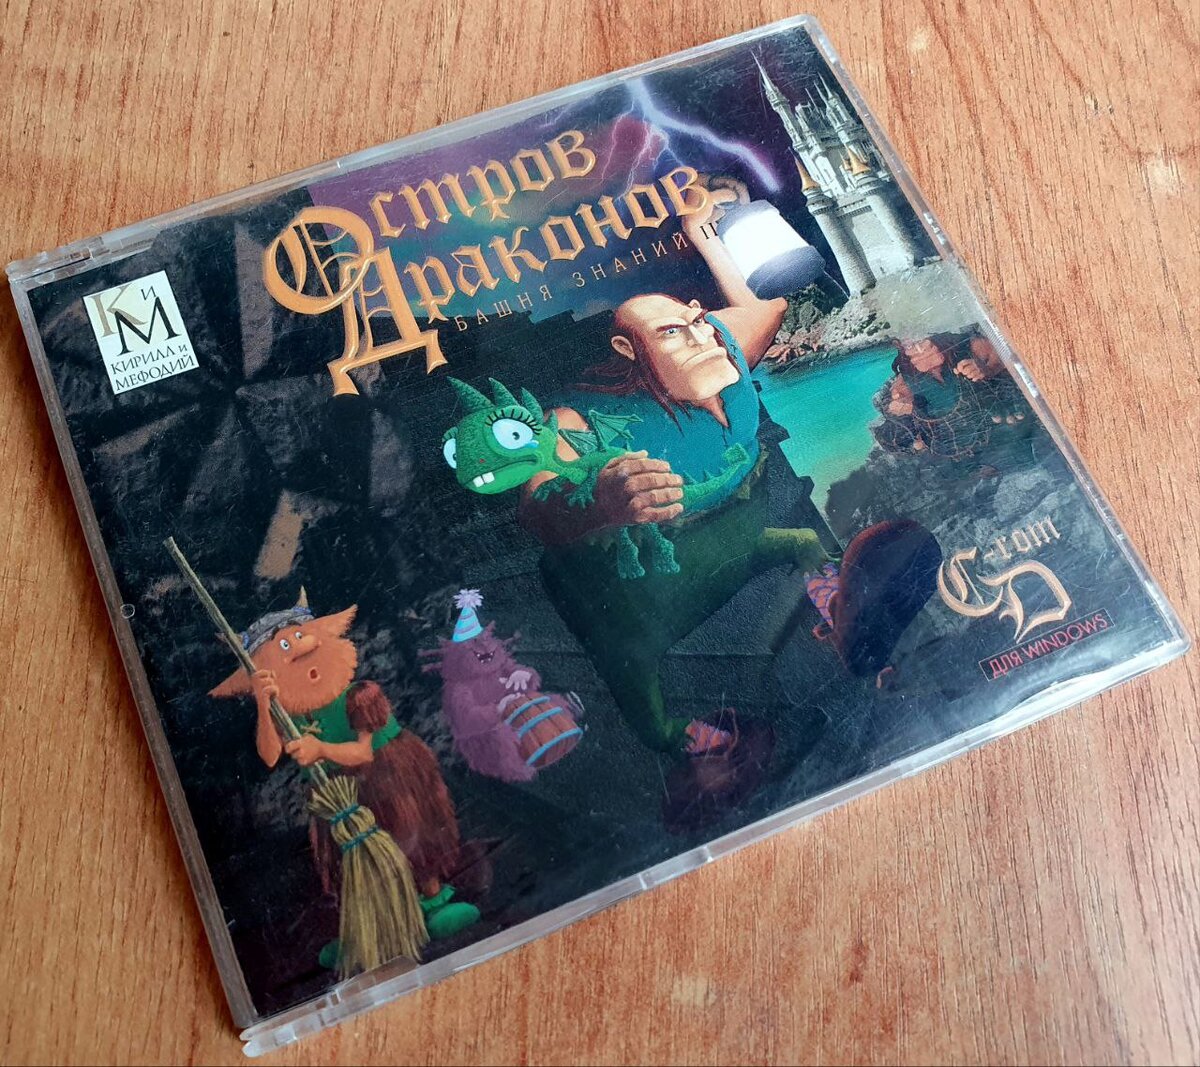 Остров
Драконов
БАШНЯ ЗНАНИЙ II
К и М
КИРИЛЛ и
МЕФОДИЙ
CD-rom
ДЛЯ WINDOWS